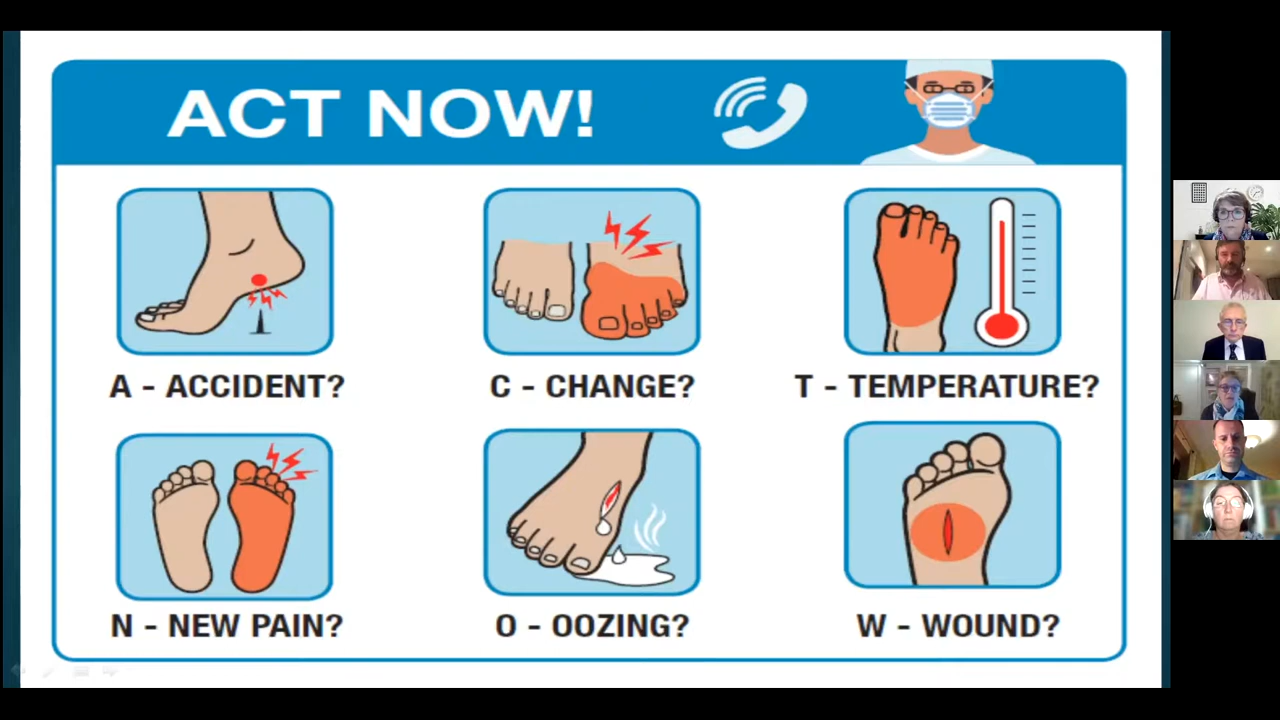 ACT NOW!
A - ACCIDENT?
C - CHANGE?
T - TEMPERATURE?
N - NEW PAIN?
O - OOZING?
W - WOUND?